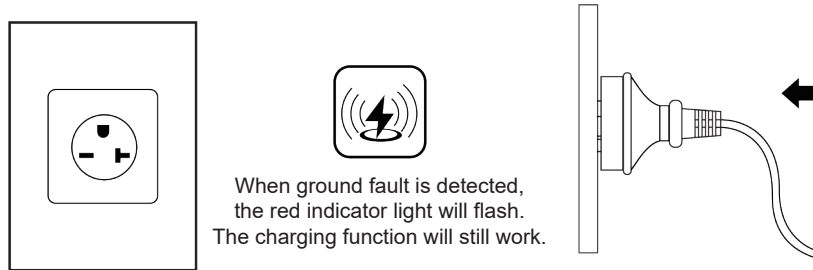 When ground fault is detected,
the red indicator light will flash.
The charging function will still work.